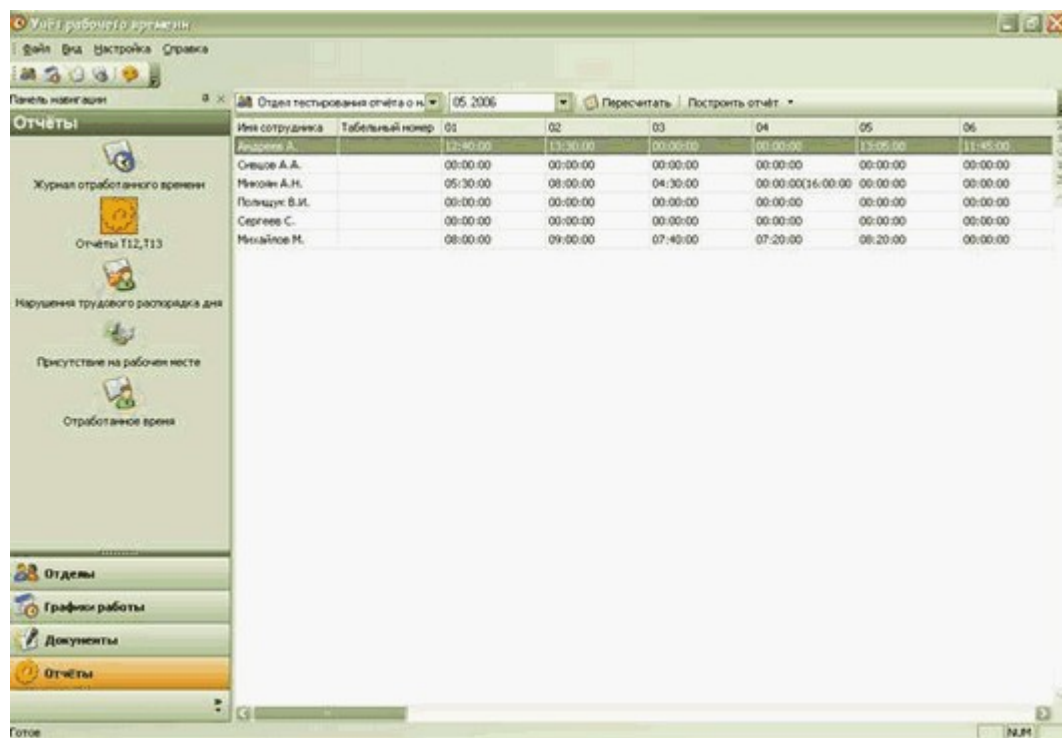 Учёт рабочего времени
Файл Вид Настройка Справка
Панель навигации
Отдел тестирования отчёта о н 05.2006 Пересчитать Построить отчёт
Отчёты
Имя сотрудника Табельный номер 01 02 03 04 05 06
Андреев А. 12:40:00 13:30:00 00:00:00 00:00:00 13:05:00 11:45:00
А.А. 00:00:00 00:00:00 00:00:00 00:00:00 00:00:00 00:00:00
Микоян А.Н. 05:30:00 08:00:00 04:30:00 00:00:00(16:00:00 00:00:00 00:00:00
Полищук В.И. 00:00:00 00:00:00 00:00:00 00:00:00 00:00:00 00:00:00
Сергеев С. 00:00:00 00:00:00 00:00:00 00:00:00 00:00:00 00:00:00
Михайлов М. 08:00:00 09:00:00 07:40:00 07:20:00 08:20:00 00:00:00
Журнал отработанного времени
Отчёты Т12,Т13
Нарушения трудового распорядка дня
Присутствие на рабочем месте
Отработанное время
Отделы
Графики работы
Документы
Отчёты
Готов NUM